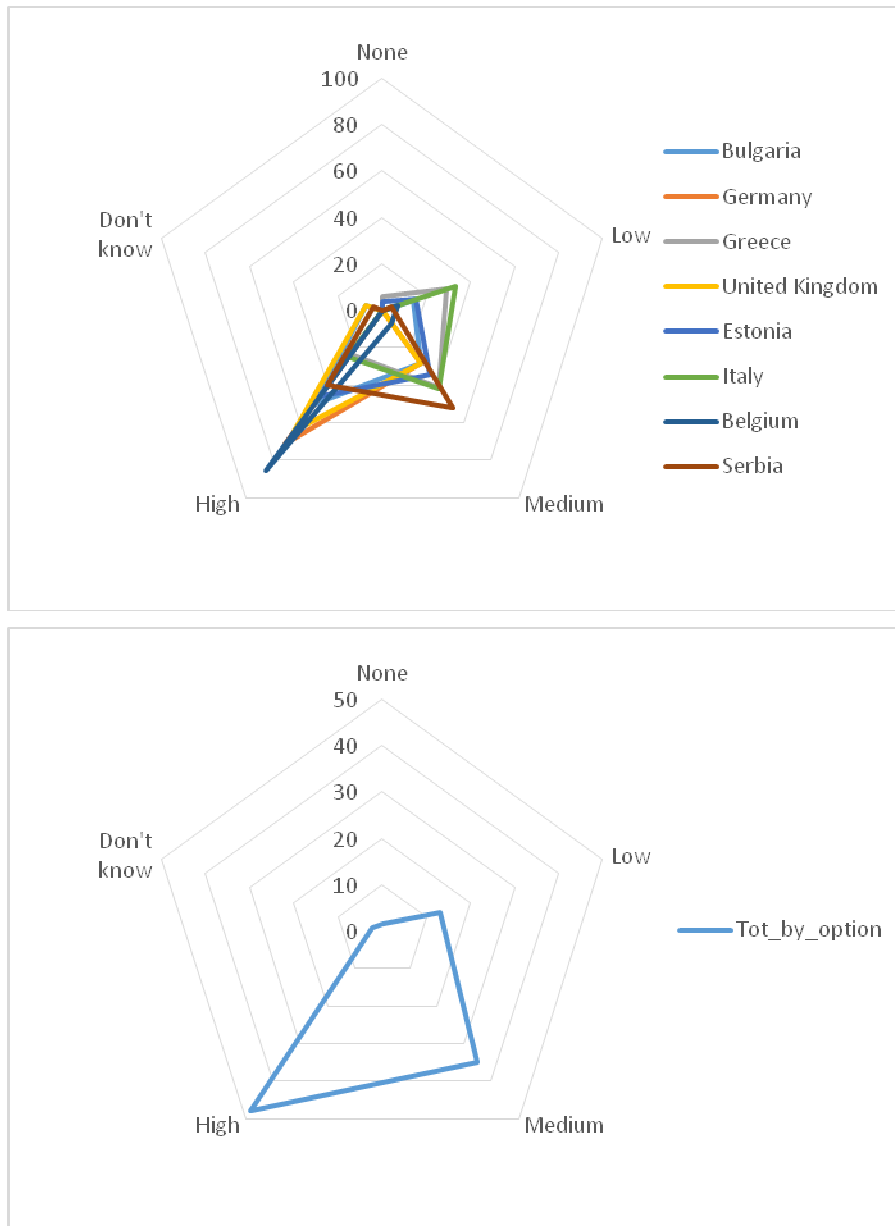 None
100
80
60
40
20
0
Don't
know
Low
High
Medium
Bulgaria
Germany
Greece
United Kingdom
Estonia
Italy
Belgium
Serbia
None
50
40
30
20
10
0
Don't
know
Low
High
Medium
Tot_by_option